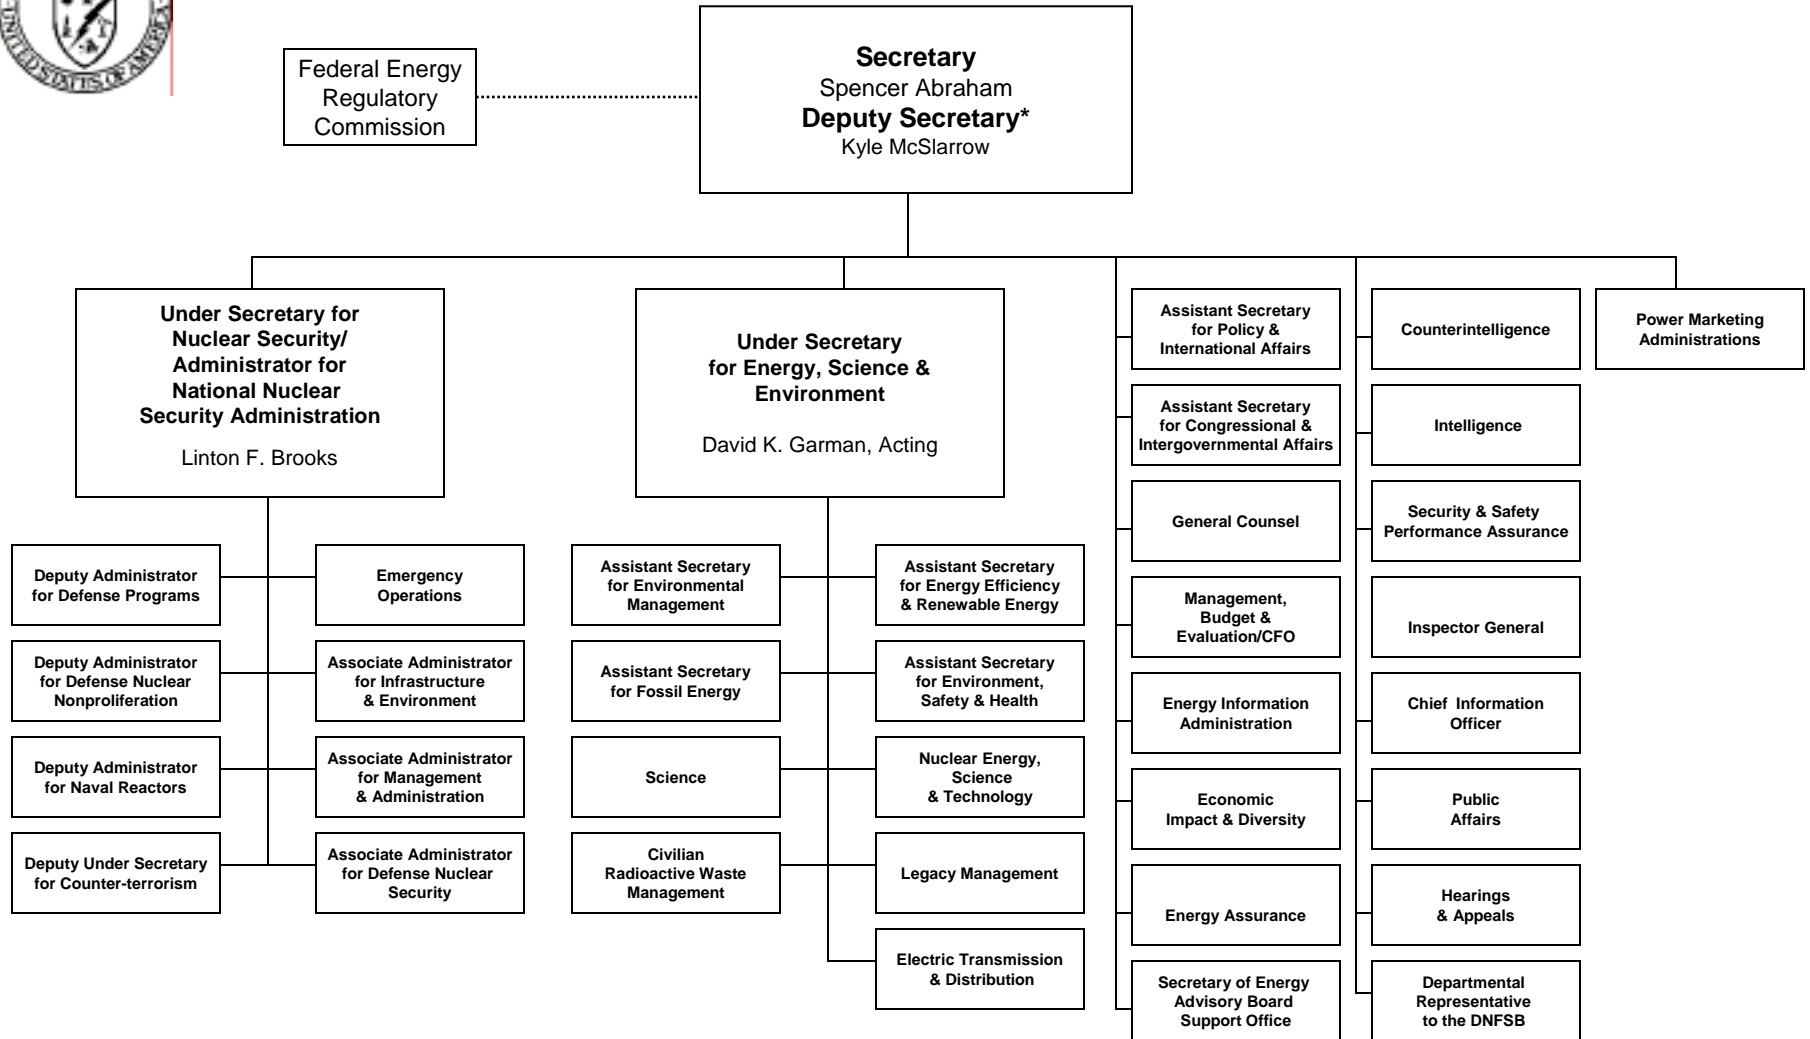 UNITED STATES OF AMERICA
Federal Energy
Regulatory
Commission
Secretary
Spencer Abraham
Deputy Secretary*
Kyle McSlarrow
Under Secretary for
Nuclear Security/
Administrator for
National Nuclear
Security Administration
Linton F. Brooks
Under Secretary
for Energy, Science &
Environment
David K. Garman, Acting
Deputy Administrator
for Defense Programs
Emergency
Operations
Deputy Administrator
for Defense Nuclear
Nonproliferation
Associate Administrator
for Infrastructure
& Environment
Deputy Administrator
for Naval Reactors
Associate Administrator
for Management
& Administration
Deputy Under Secretary
for Counter-terrorism
Associate Administrator
for Defense Nuclear
Security
Assistant Secretary
for Environmental
Management
Assistant Secretary
for Energy Efficiency
& Renewable Energy
Assistant Secretary
for Fossil Energy
Assistant Secretary
for Environment,
Safety & Health
Science
Nuclear Energy,
Science
& Technology
Civilian
Radioactive Waste
Management
Legacy Management
Electric Transmission
& Distribution
Assistant Secretary
for Policy &
International Affairs
Assistant Secretary
for Congressional &
Intergovernmental Affairs
General Counsel
Management,
Budget &
Evaluation/CFO
Energy Information
Administration
Economic
Impact & Diversity
Energy Assurance
Secretary of Energy
Advisory Board
Support Office
Counterintelligence
Intelligence
Security & Safety
Performance Assurance
Inspector General
Chief Information
Officer
Public
Affairs
Hearings
& Appeals
Departmental
Representative
to the DNFSB
Power Marketing
Administrations